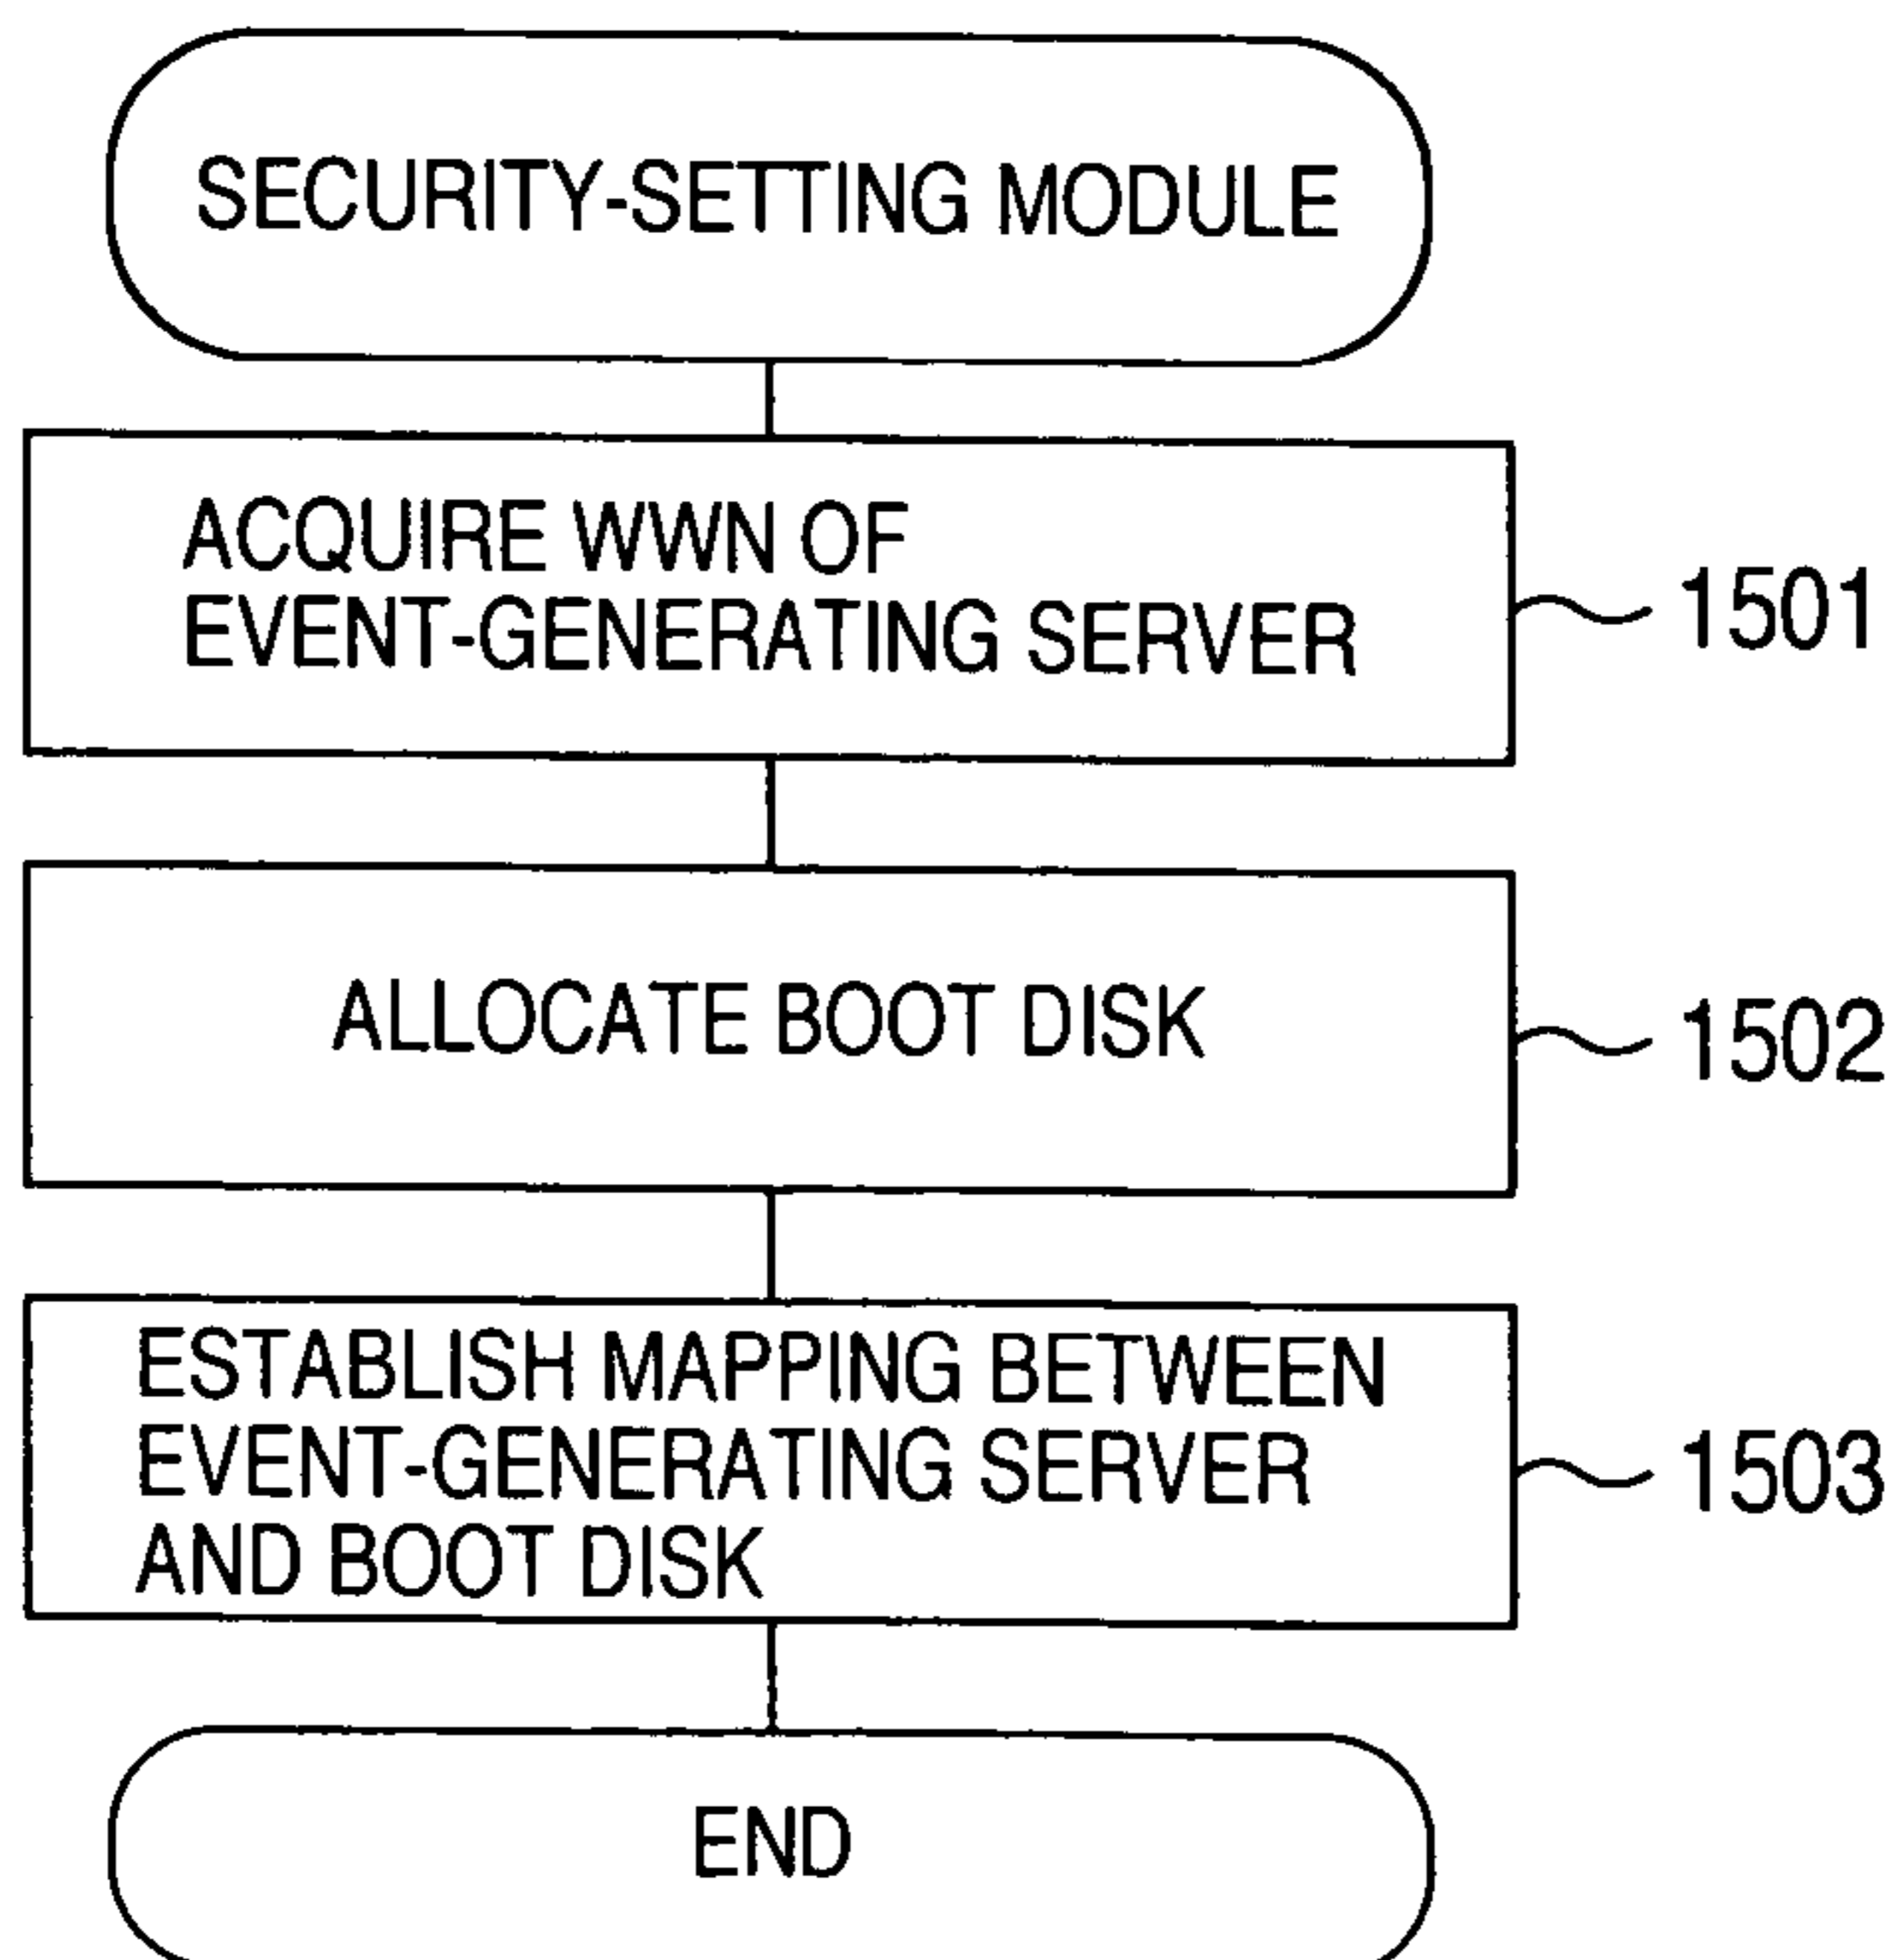 SECURITY-SETTING MODULE
ACQUIRE WWN OF
EVENT-GENERATING SERVER
1501
ALLOCATE BOOT DISK
1502
ESTABLISH MAPPING BETWEEN
EVENT-GENERATING SERVER
AND BOOT DISK
1503
END